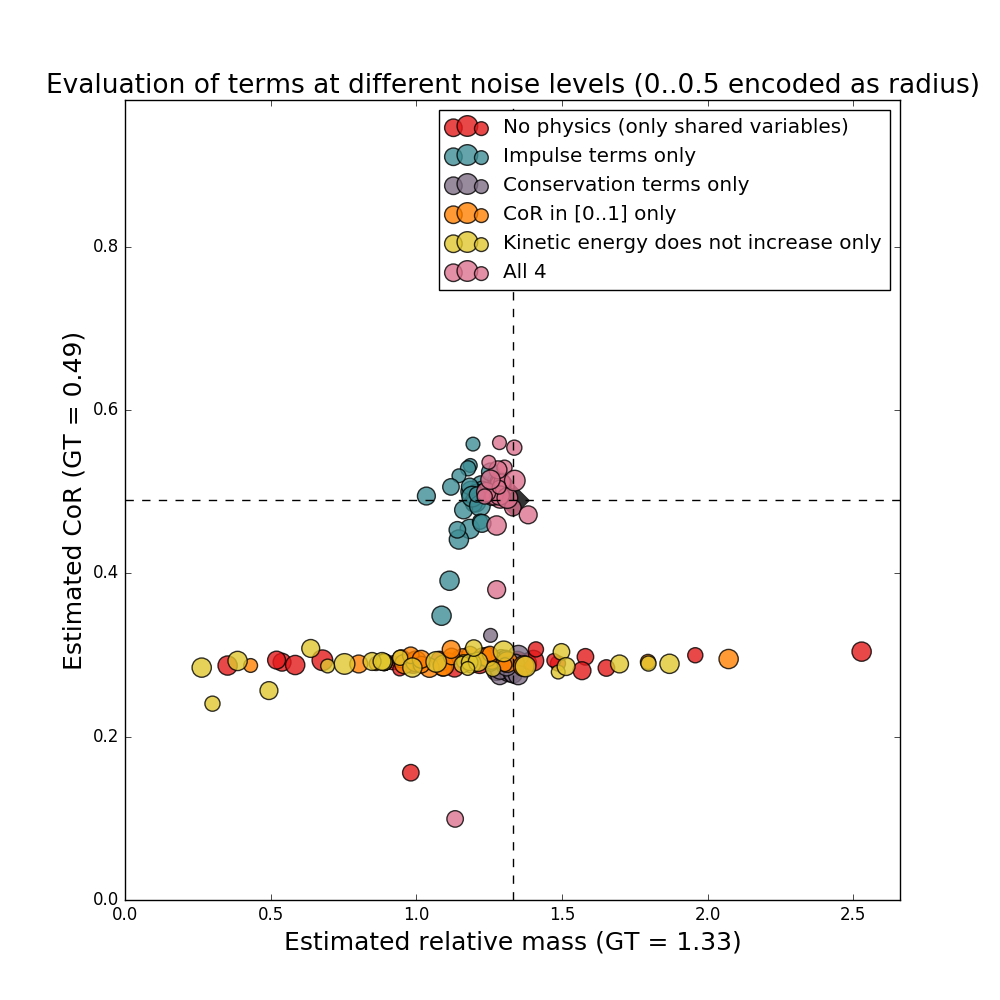 Evaluation of terms at different noise levels (0..0.5 encoded as radius)
No physics (only shared variables)
Impulse terms only
Conservation terms only
CoR in [0..1] only
Kinetic energy does not increase only
All 4
Estimated CoR (GT = 0.49)
0.8
0.6
0.4
0.2
0.0
0.0 0.5 1.0 1.5 2.0 2.5
Estimated relative mass (GT = 1.33)